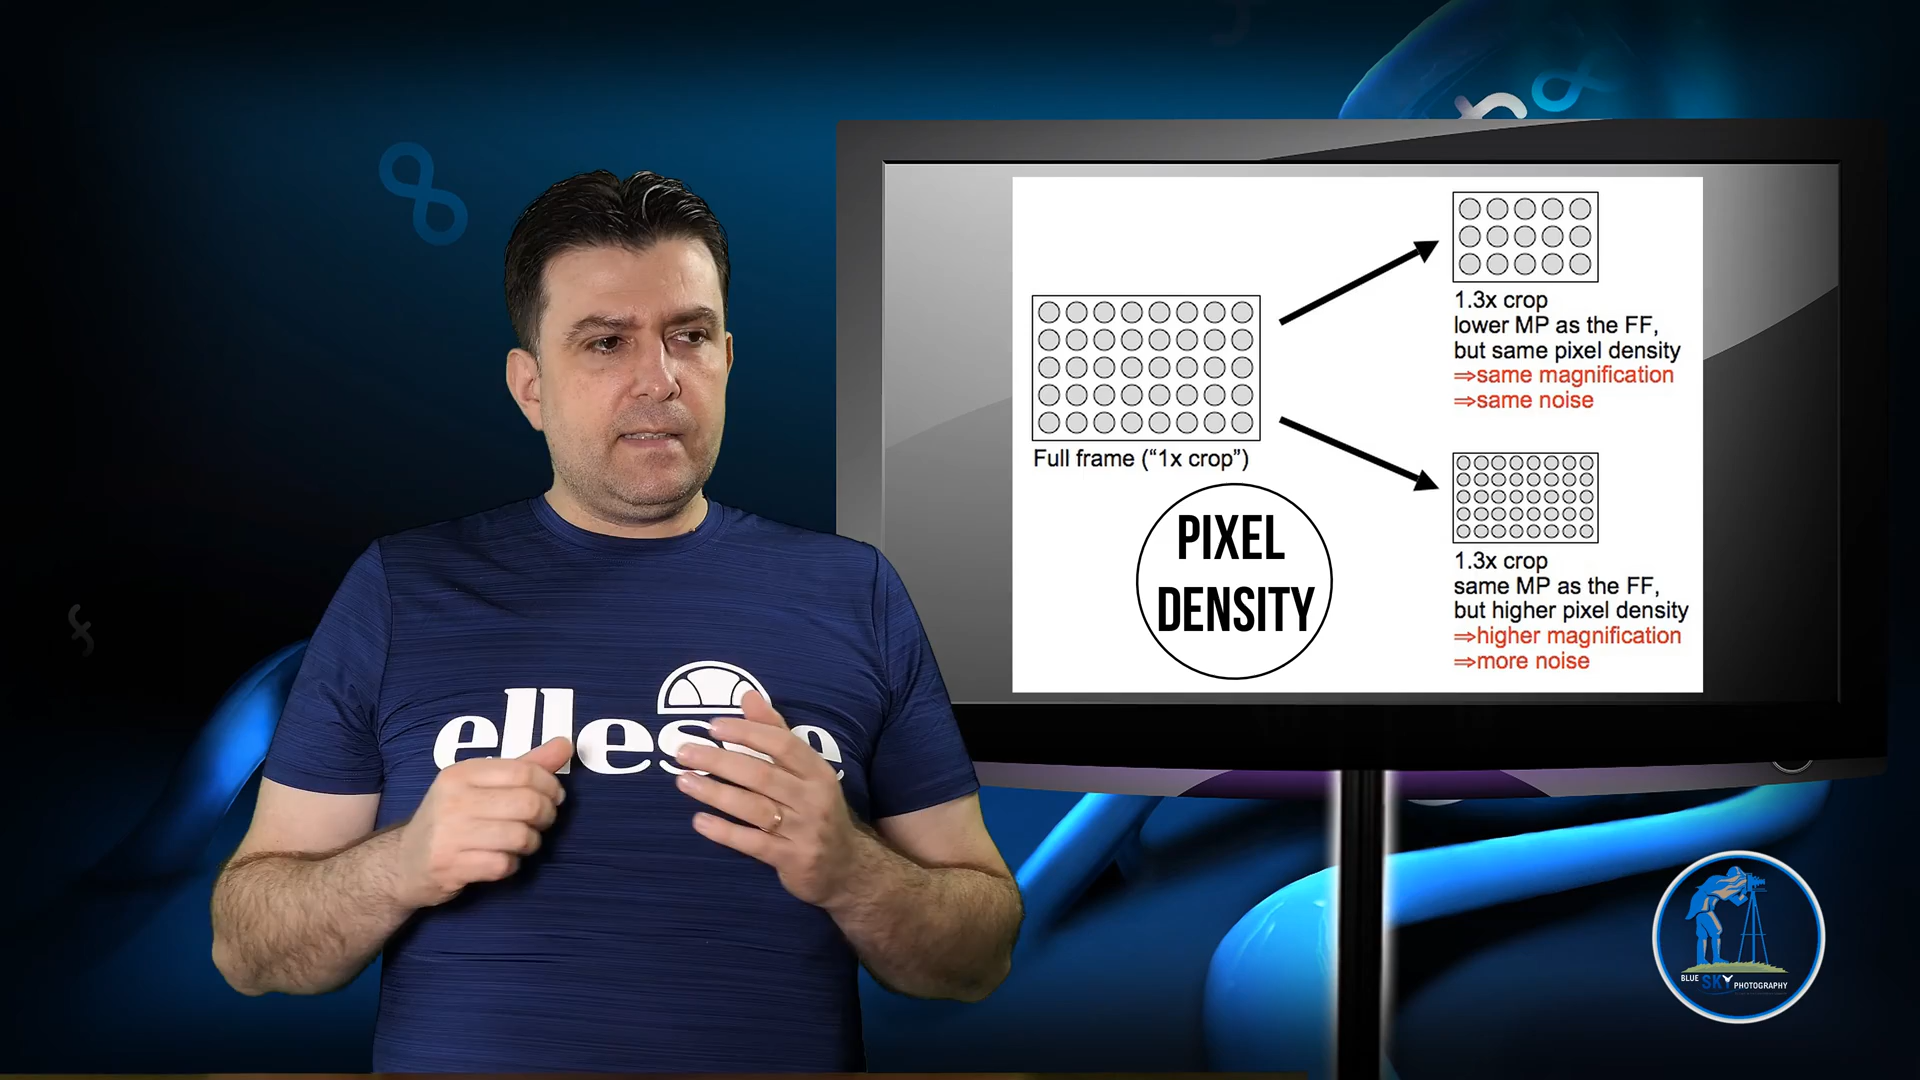 1.3x crop
lower MP as the FF,
but same pixel density
⇒same magnification
⇒same noise
Full frame (“1x crop”)
PIXEL
DENSITY
1.3x crop
same MP as the FF,
but higher pixel density
⇒higher magnification
⇒more noise
ellesse
BLUE SKY PHOTOGRAPHY